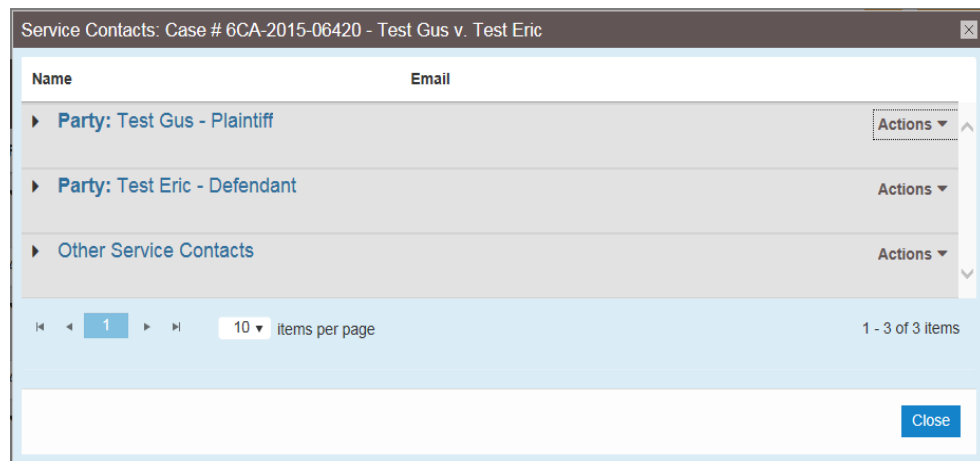 Service Contacts: Case # 6CA-2015-06420 - Test Gus v. Test Eric
Name Email
Party: Test Gus - Plaintiff Actions
Party: Test Eric - Defendant Actions
Other Service Contacts Actions
1 10 items per page 1 - 3 of 3 items
Close